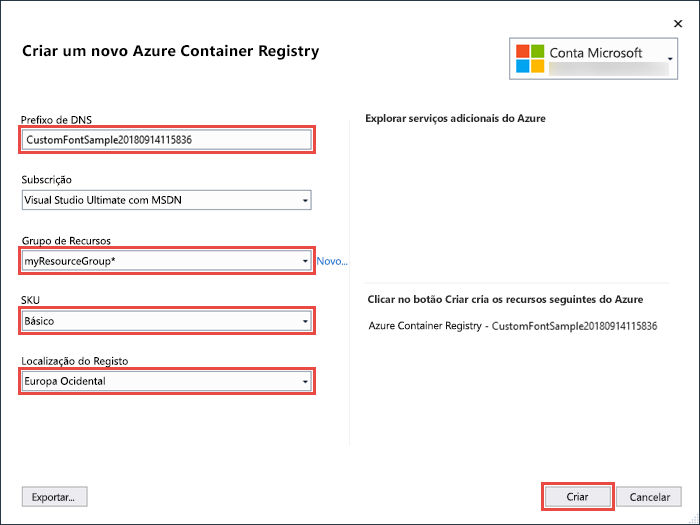 Criar um novo Azure Container Registry
Conta Microsoft
Prefixo de DNS
CustomFontSample20180914115836
Subscrição
Visual Studio Ultimate com MSDN
Grupo de Recursos
myResourceGroup*
Novo...
SKU
Básico
Localização do Registo
Europa Ocidental
Explorar serviços adicionais do Azure
Clicar no botão Criar cria os recursos seguintes do Azure
Azure Container Registry - CustomFontSample20180914115836
Exportar...
Criar
Cancelar